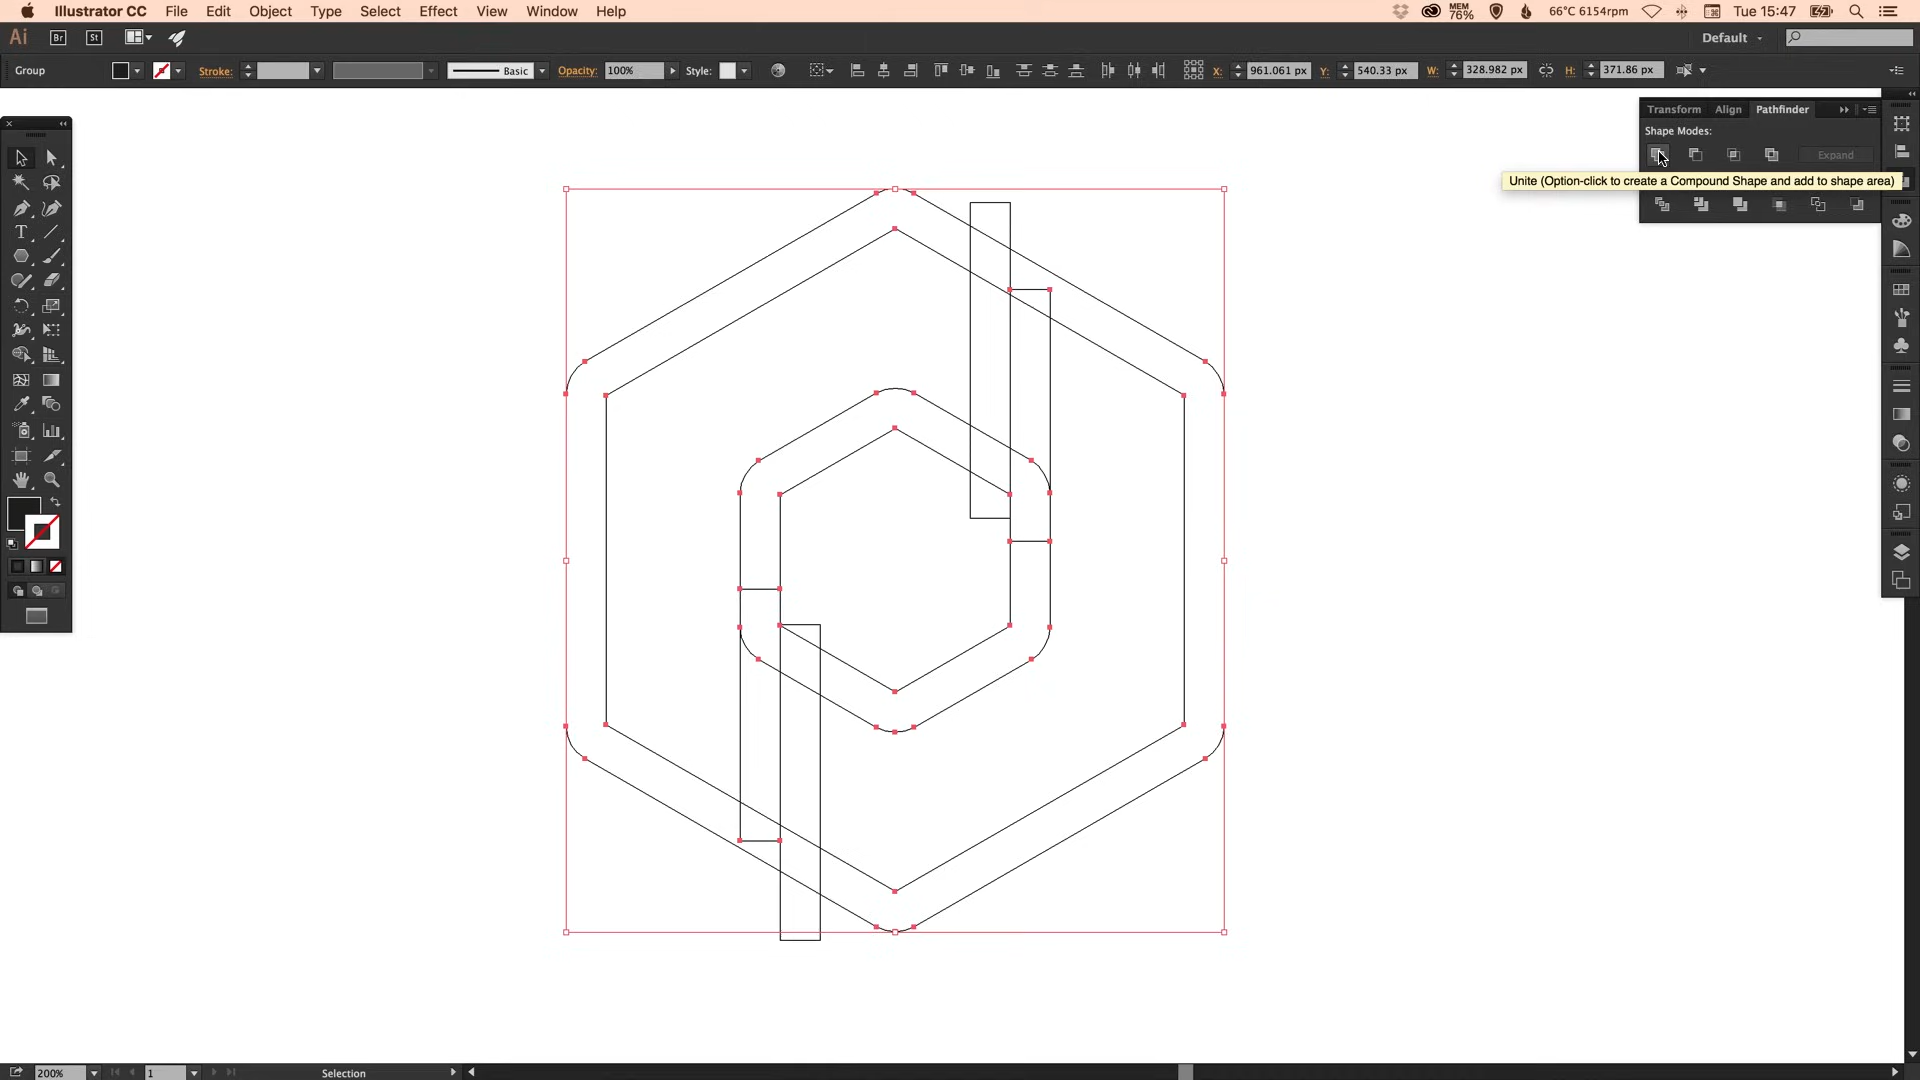 Illustrator CC File Edit Object Type Select Effect View Window Help MEM 76% 66°C 6154rpm Tue 15:47
Ai Br St Default
Group Stroke: Basic Opacity: 100% Style: X: 961.061 px Y: 540.33 px W: 328.982 px H: 371.86 px
Transform Align Pathfinder
Shape Modes:
Expand
Unite (Option-click to create a Compound Shape and add to shape area)
T
200% 1 Selection